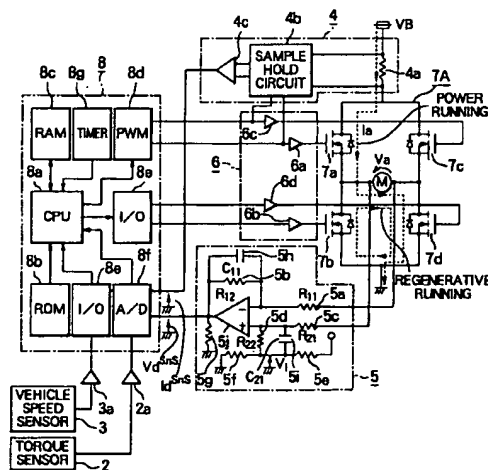 4c
4b
4
VB
SAMPLE HOLD CIRCUIT
4a
8
8c
8g
8d
7A
POWER RUNNING
RAM
TIMER
PWM
6c
Ia
6
6a
7a
Va
7c
8a
8e
6d
M
CPU
I/O
6b
8b
8e
8f
7b
7d
REGENERATIVE RUNNING
5h
C11
5b
ROM
I/O
A/D
R12
R11
5a
5d
5c
5j
R22
R21
Vd SnS
Id SnS
5g
5f
C21
V1
5i
5e
5
3a
2a
VEHICLE SPEED SENSOR
3
TORQUE SENSOR
2